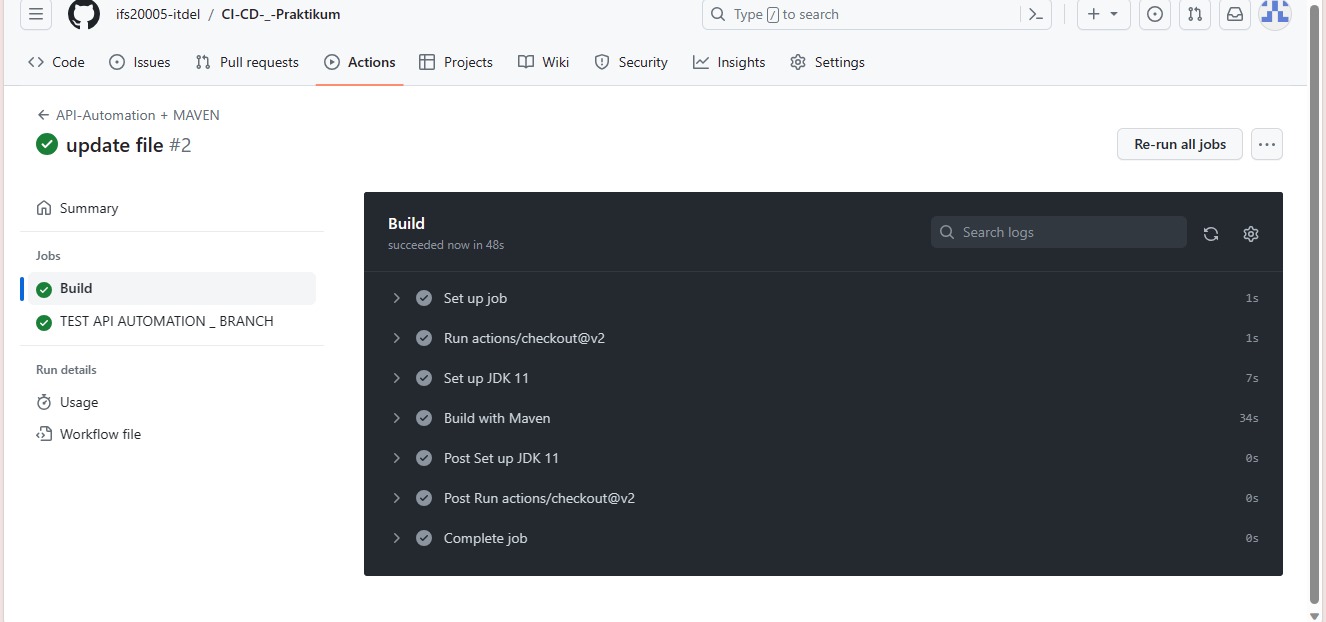 ifs20005-itdel / CI-CD-_-Praktikum
Type / to search
Code Issues Pull requests Actions Projects Wiki Security Insights Settings
API-Automation + MAVEN
update file #2
Re-run all jobs
Summary
Jobs
Build
TEST API AUTOMATION _ BRANCH
Run details
Usage
Workflow file
Build
succeeded now in 48s
Search logs
Set up job 1s
Run actions/checkout@v2 1s
Set up JDK 11 7s
Build with Maven 34s
Post Set up JDK 11 0s
Post Run actions/checkout@v2 0s
Complete job 0s